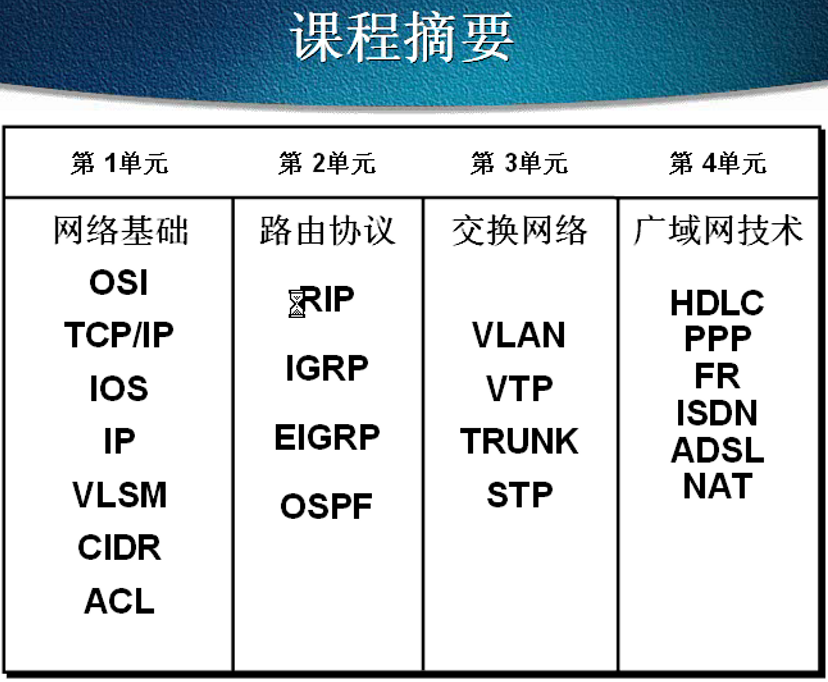 课程摘要
第 1单元
第 2单元
第 3单元
第 4单元
网络基础
OSI
TCP/IP
IOS
IP
VLSM
CIDR
ACL
路由协议
RIP
IGRP
EIGRP
OSPF
交换网络
VLAN
VTP
TRUNK
STP
广域网技术
HDLC
PPP
FR
ISDN
ADSL
NAT